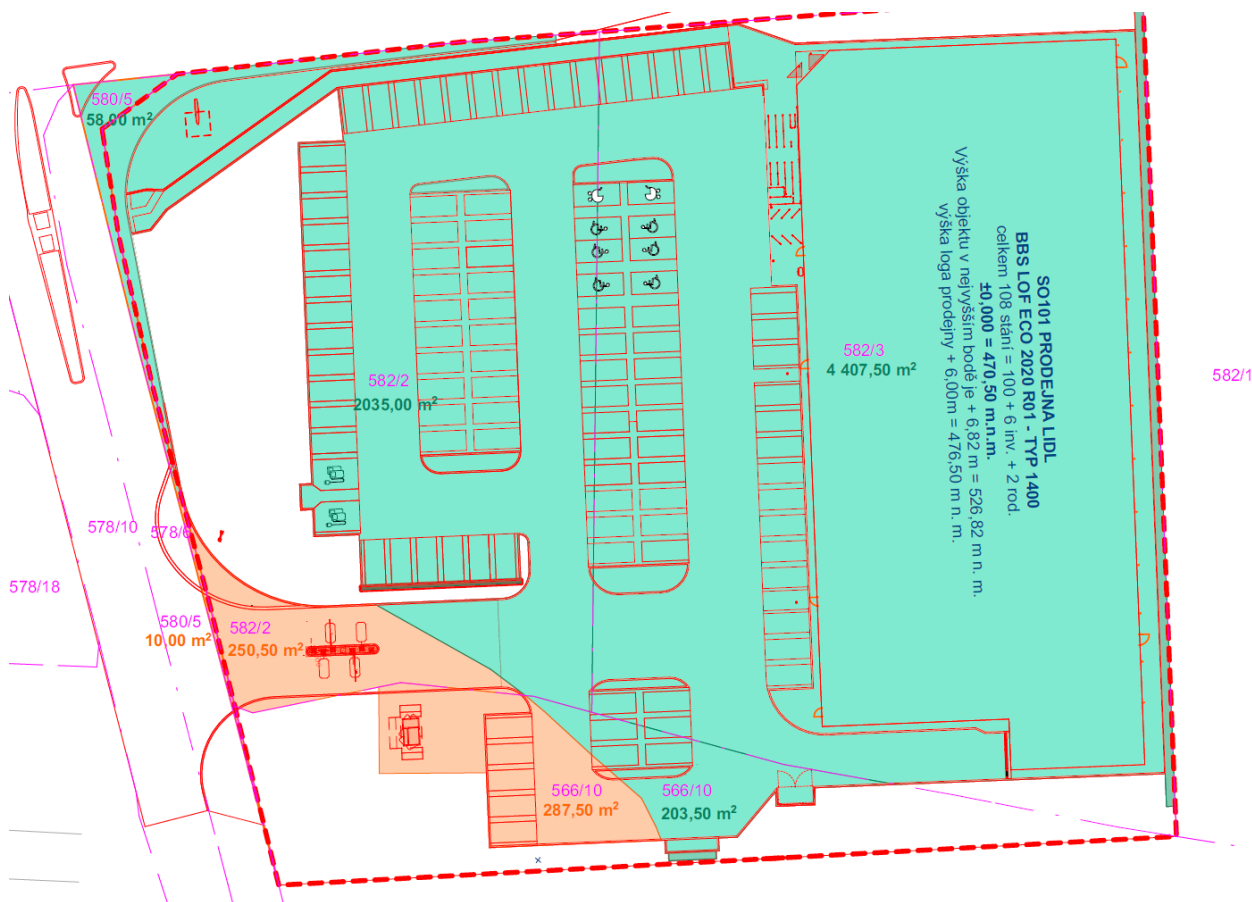 580/5
58,00 m²
SO101 PRODEJNA LIDL
BBS LOF ECO 2020 R01 - TYP 1400
celkem 108 stání = 100 + 6 inv. + 2 rod.
±0,000 = 470,50 m.n.m.
Výška objektu v nejvyšším bodě je + 6,82 m = 526,82 m n. m.
výška loga prodejny + 6,00m = 476,50 m n. m.
582/3
4 407,50 m²
582/1
582/2
2035,00 m²
578/10
578/6
578/18
580/5
10,00 m²
582/2
250,50 m²
566/10
287,50 m²
566/10
203,50 m²